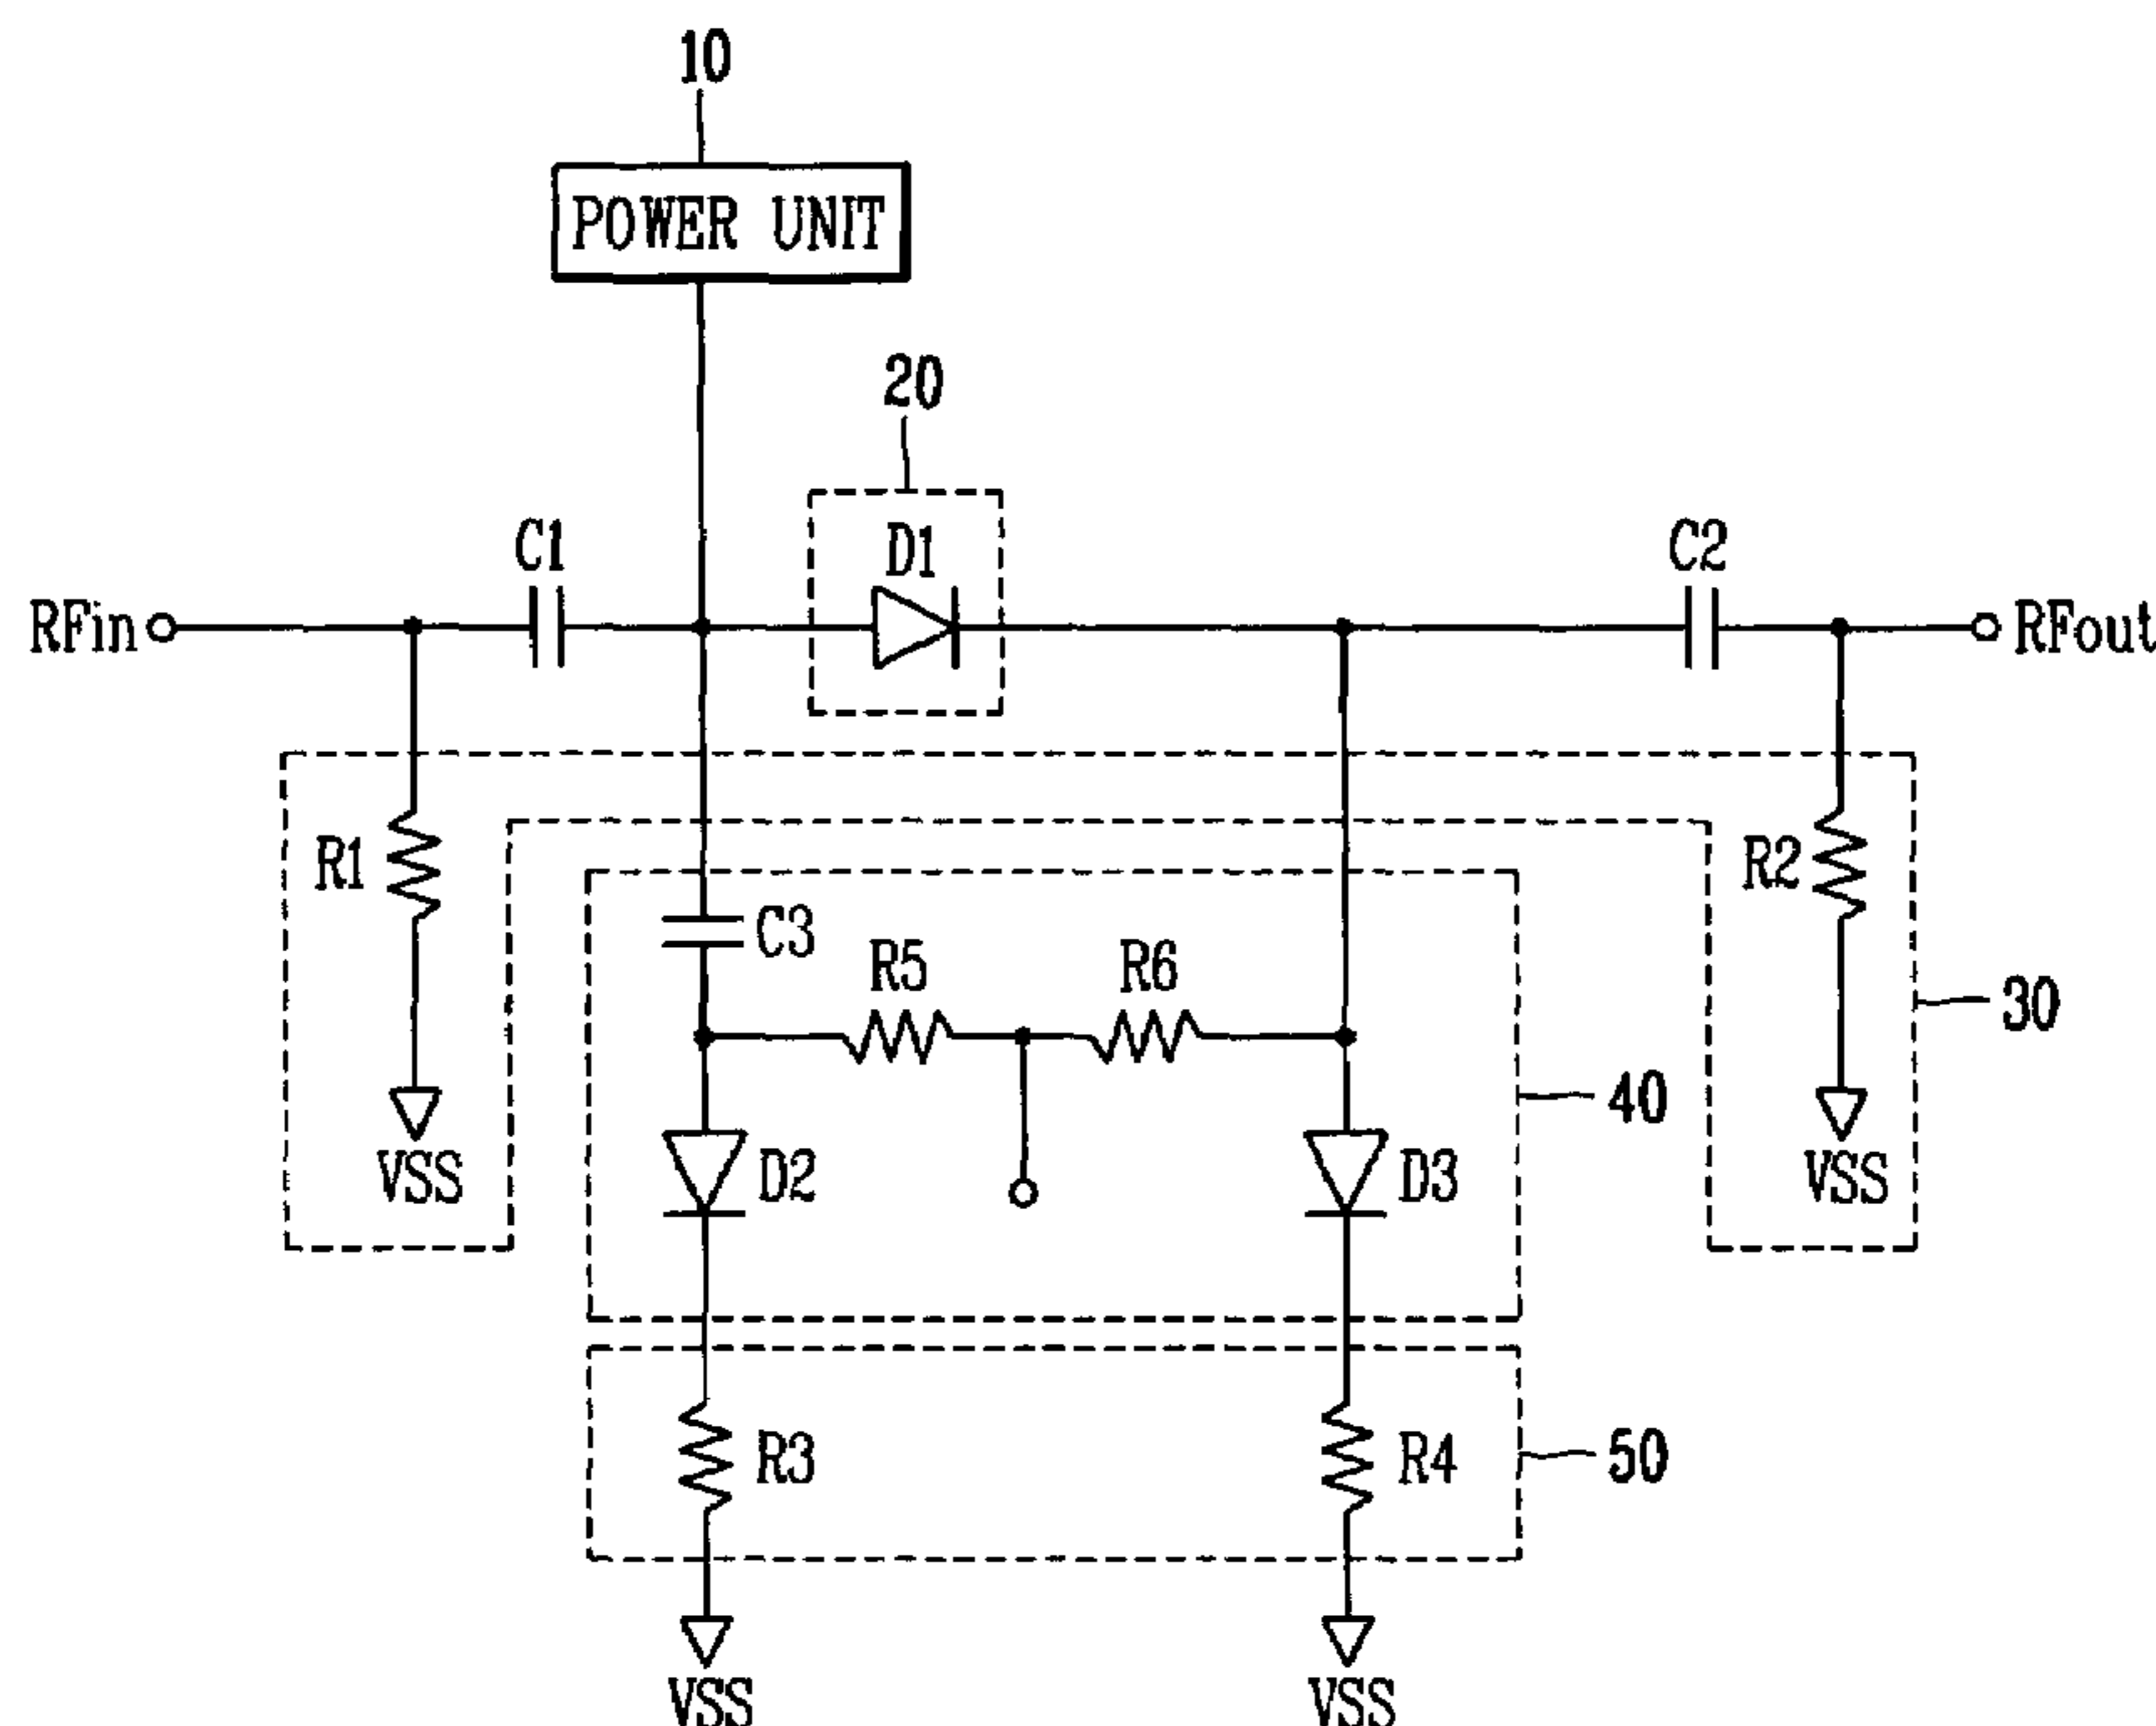 10
POWER UNIT
20
C1
D1
C2
RFin
RFout
R1
R2
C3
R5
R6
30
40
VSS
D2
D3
VSS
R3
R4
50
VSS
VSS